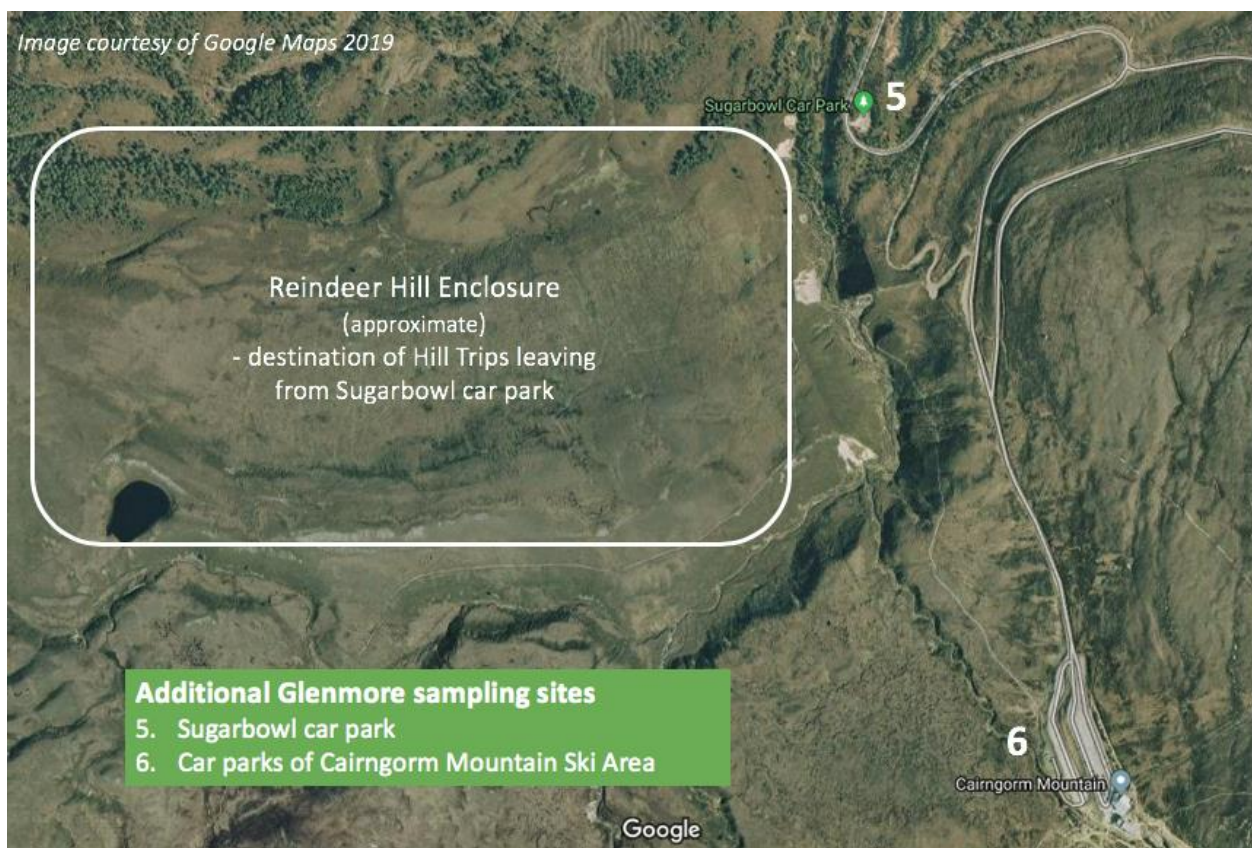 Image courtesy of Google Maps 2019
Sugarbowl Car Park
5
Reindeer Hill Enclosure
(approximate)
- destination of Hill Trips leaving
from Sugarbowl car park
Additional Glenmore sampling sites
5. Sugarbowl car park
6. Car parks of Cairngorm Mountain Ski Area
6
Cairngorm Mountain
Google